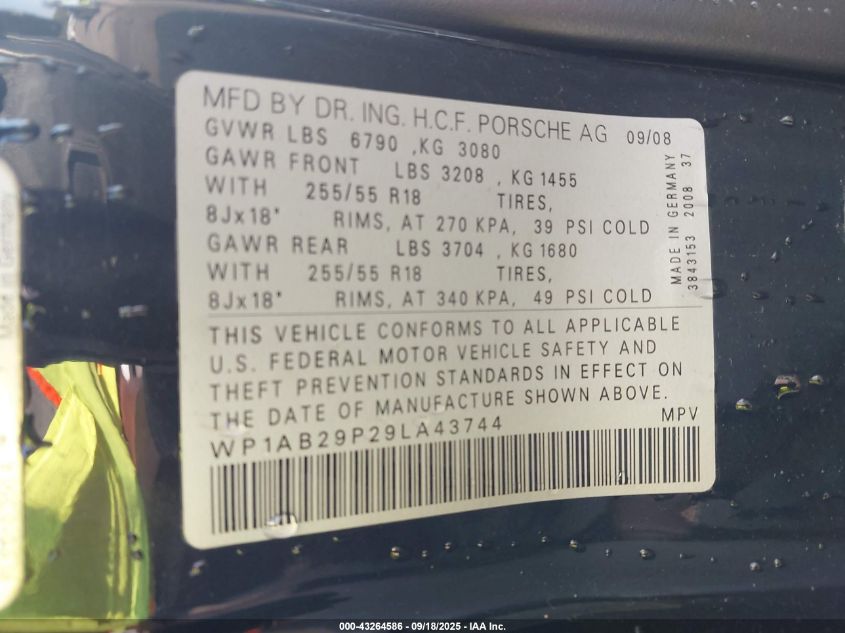 MFD BY DR. ING. H.C.F. PORSCHE AG 09/08
GVWR LBS 6790 ,KG 3080
GAWR FRONT LBS 3208 , KG 1455
WITH 255/55 R18 TIRES,
8Jx18" RIMS, AT 270 KPA, 39 PSI COLD
GAWR REAR LBS 3704 , KG 1680
WITH 255/55 R18 TIRES,
8Jx18" RIMS, AT 340 KPA, 49 PSI COLD
MADE IN GERMANY
3843153 2008 37
THIS VEHICLE CONFORMS TO ALL APPLICABLE
U.S. FEDERAL MOTOR VEHICLE SAFETY AND
THEFT PREVENTION STANDARDS IN EFFECT ON
THE DATE OF MANUFACTURE SHOWN ABOVE.
WP1AB29P29LA43744 MPV
Made in Germany
000-43264586 - 09/18/2025 - IAA Inc.